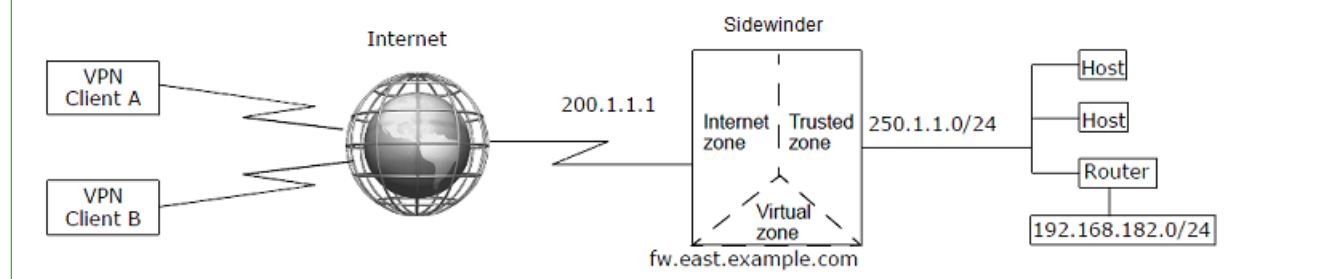 Sidewinder
Internet
VPN
Client A
200.1.1.1
Internet
zone
Trusted
zone
250.1.1.0/24
Host
Host
Router
VPN
Client B
Virtual
zone
192.168.182.0/24
fw.east.example.com